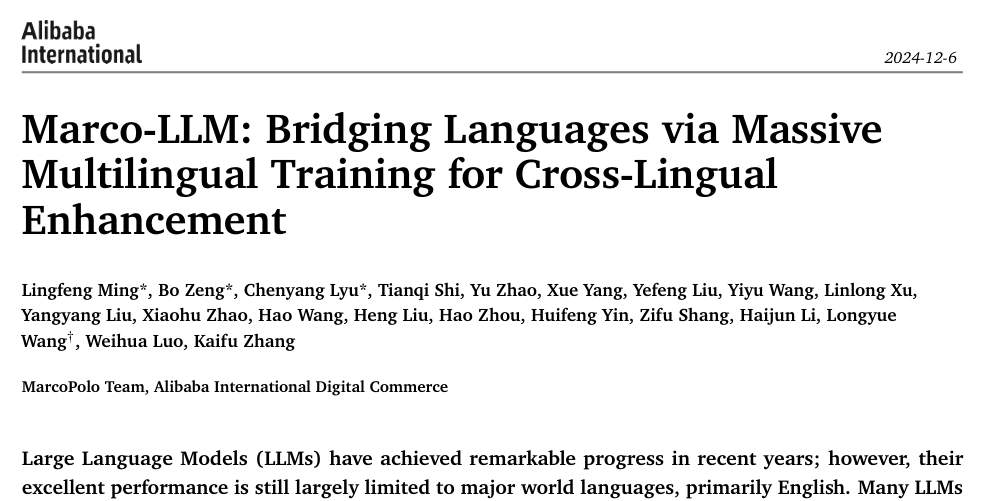 Alibaba
International
2024-12-6
Marco-LLM: Bridging Languages via Massive
Multilingual Training for Cross-Lingual
Enhancement
Lingfeng Ming*, Bo Zeng*, Chenyang Lyu*, Tianqi Shi, Yu Zhao, Xue Yang, Yefeng Liu, Yiyu Wang, Linlong Xu,
Yangyang Liu, Xiaohu Zhao, Hao Wang, Heng Liu, Hao Zhou, Huifeng Yin, Zifu Shang, Haijun Li, Longyue
Wang†, Weihua Luo, Kaifu Zhang
MarcoPolo Team, Alibaba International Digital Commerce
Large Language Models (LLMs) have achieved remarkable progress in recent years; however, their
excellent performance is still largely limited to major world languages, primarily English. Many LLMs